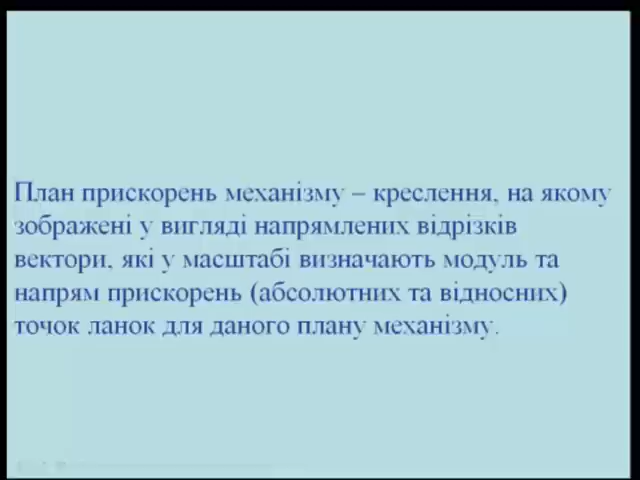 План прискорень механізму – креслення, на якому
зображені у вигляді напрямлених відрізків
вектори, які у масштабі визначають модуль та
напрям прискорень (абсолютних та відносних)
точок ланок для даного плану механізму.